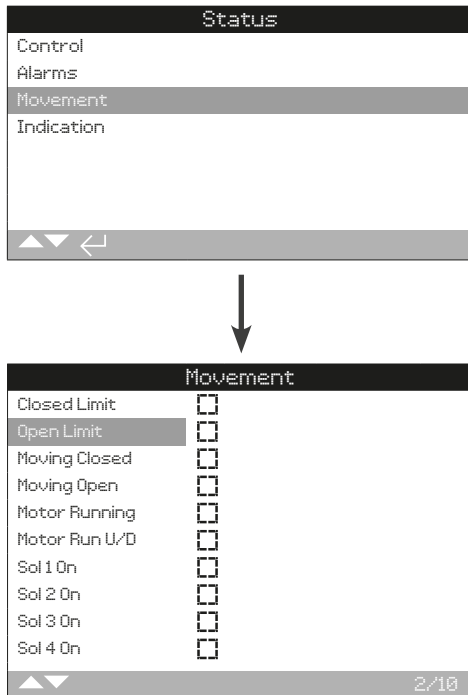 Status
Control
Alarms
Movement
Indication
Movement
Closed Limit
Open Limit
Moving Closed
Moving Open
Motor Running
Motor Run U/D
Sol 1 On
Sol 2 On
Sol 3 On
Sol 4 On
2/10